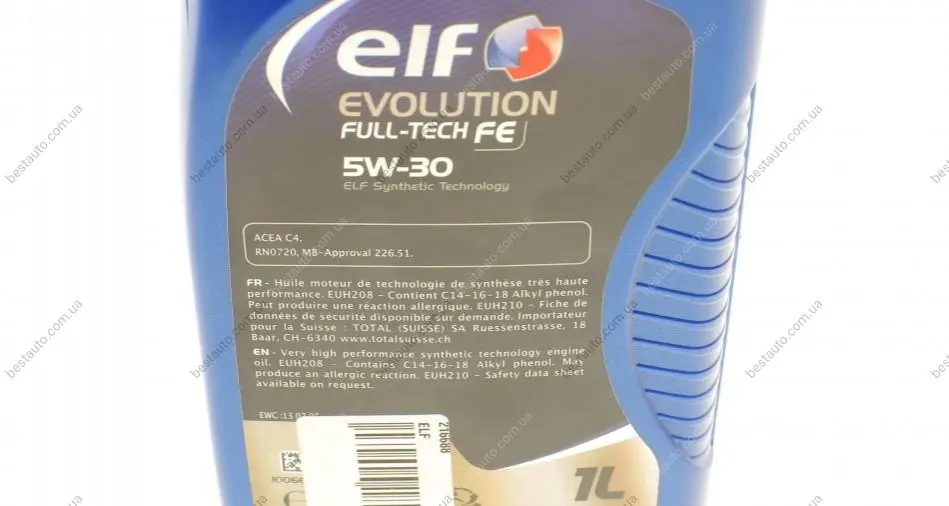 elf
EVOLUTION
FULL-TECH FE
5W-30
ELF Synthetic Technology
ACEA C4.
RN0720, MB-Approval 226.51.
FR - Huile moteur de technologie de synthèse très haute
performance. EUH208 - Contient C14-16-18 Alkyl phenol.
Peut produire une réaction allergique. EUH210 - Fiche de
données de sécurité disponible sur demande. Importateur
pour la Suisse : TOTAL (SUISSE) SA Ruessenstrasse, 18
Baar, CH-6340 www.totalsuisse.ch
EN - Very high performance synthetic technology engine
oil. EUH208 - Contains C14-16-18 Alkyl phenol. May
produce an allergic reaction. EUH210 - Safety data sheet
available on request.
EWC :13 02
216688
ELF
1L
bestauto.com.ua